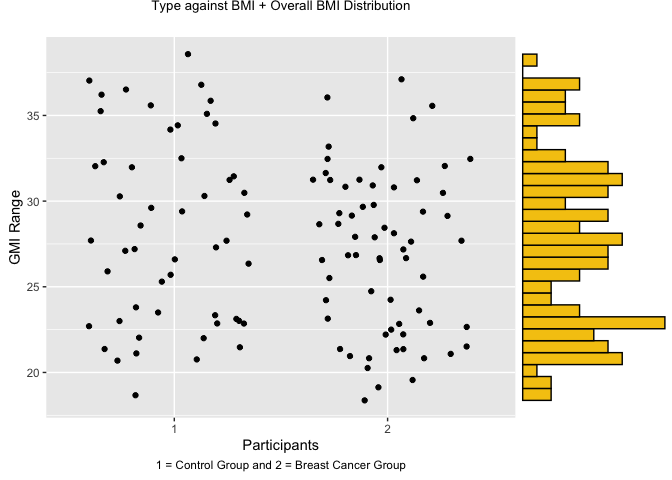 Type against BMI + Overall BMI Distribution
GMI Range
35
30
25
20
1
2
Participants
1 = Control Group and 2 = Breast Cancer Group